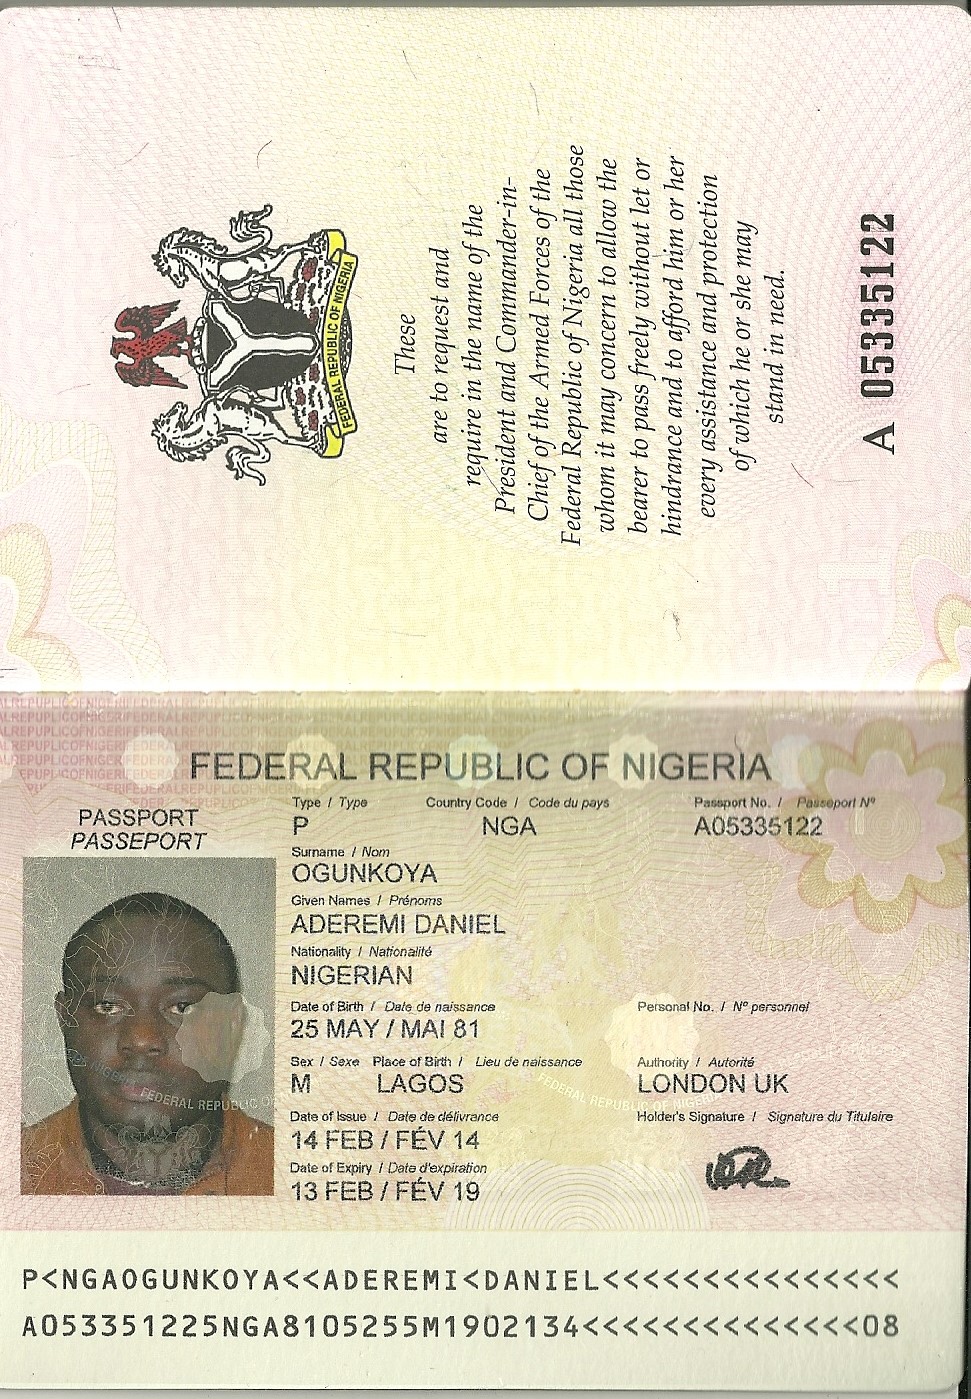 FEDERAL REPUBLIC OF NIGERIA
These
are to request and
require in the name of the
President and Commander-in-
Chief of the Armed Forces of the
Federal Republic of Nigeria all those
whom it may concern to allow the
bearer to pass freely without let or
hindrance and to afford him or her
every assistance and protection
of which he or she may
stand in need.
A 05335122
FEDERAL REPUBLIC OF NIGERIA
PASSPORT
PASSEPORT
Type / Type Country Code / Code du pays Passport No. / Passeport Nº
P NGA A05335122
Surname / Nom
OGUNKOYA
Given Names / Prénoms
ADEREMI DANIEL
Nationality / Nationalité
NIGERIAN
Date of Birth / Date de naissance Personal No. / Nº personnel
25 MAY / MAI 81
Sex / Sexe Place of Birth / Lieu de naissance Authority / Autorité
M LAGOS LONDON UK
Date of Issue / Date de délivrance Holder's Signature / Signature du Titulaire
14 FEB / FÉV 14
Date of Expiry / Date d'expiration
13 FEB / FÉV 19
P<NGAOGUNKOYA<<ADEREMI<DANIEL<<<<<<<<<<<<<<<
A053351225NGA8105255M1902134<<<<<<<<<<<<<<08